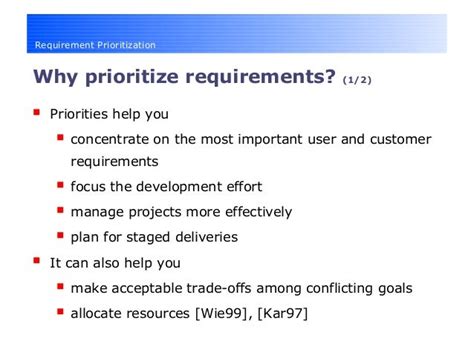 Requirement Prioritization
Why prioritize requirements? (1/2)
Priorities help you
concentrate on the most important user and customer
requirements
focus the development effort
manage projects more effectively
plan for staged deliveries
It can also help you
make acceptable trade-offs among conflicting goals
allocate resources [Wie99], [Kar97]